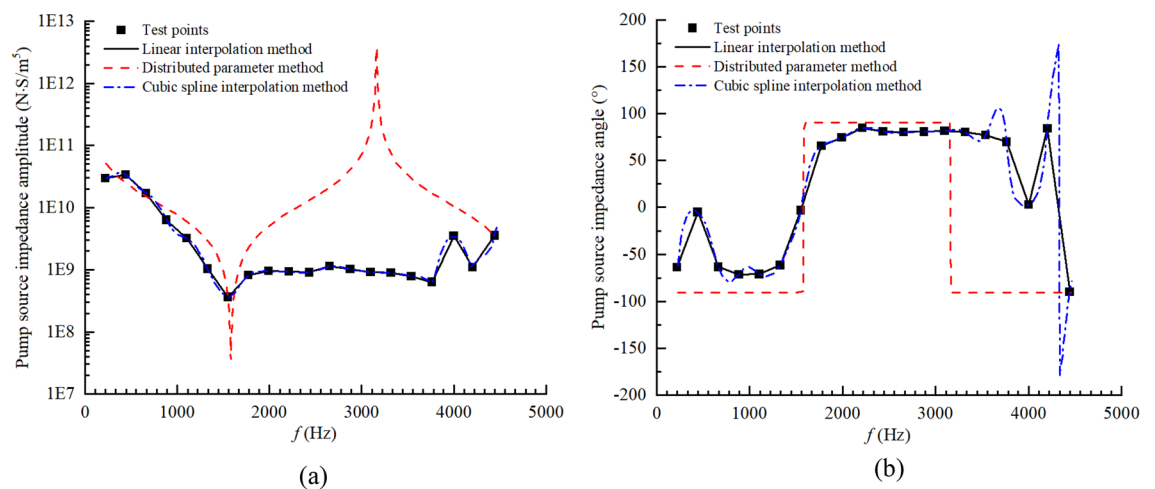 1E13
1E12
1E11
1E10
1E9
1E8
1E7
Pump source impedance amplitude (N·S/m⁵)
Test points
Linear interpolation method
Distributed parameter method
Cubic spline interpolation method
0 1000 2000 3000 4000 5000
f (Hz)
(a)
200
175
150
100
50
0
-50
-100
-150
-200
Pump source impedance angle (°)
Test points
Linear interpolation method
Distributed parameter method
Cubic spline interpolation method
0 1000 2000 3000 4000 5000
f (Hz)
(b)